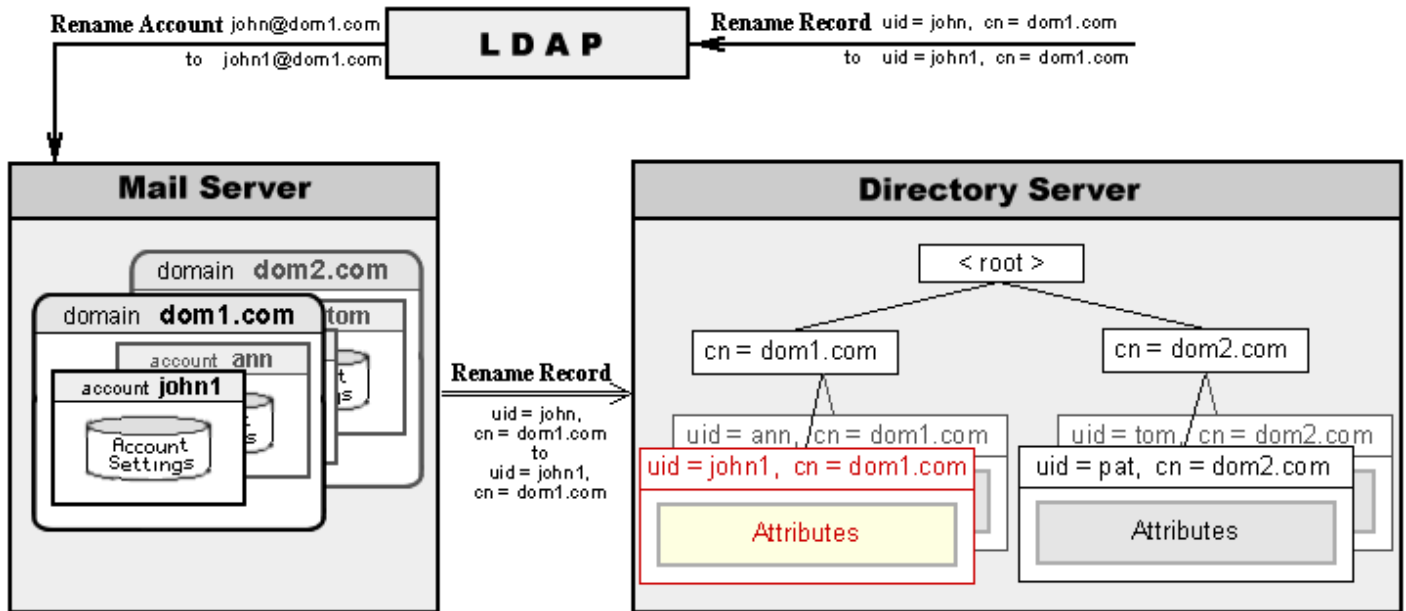 Rename Account john@dom1.com
to john1@dom1.com
LDAP
Rename Record uid = john, cn = dom1.com
to uid = john1, cn = dom1.com
Mail Server
domain dom2.com
tom
domain dom1.com
account ann
account john1
Account
Settings
Rename Record
uid = john,
cn = dom1.com
to
uid = john1,
cn = dom1.com
Directory Server
< root >
cn = dom1.com
cn = dom2.com
uid = ann, cn = dom1.com
uid = john1, cn = dom1.com
Attributes
uid = tom, cn = dom2.com
uid = pat, cn = dom2.com
Attributes